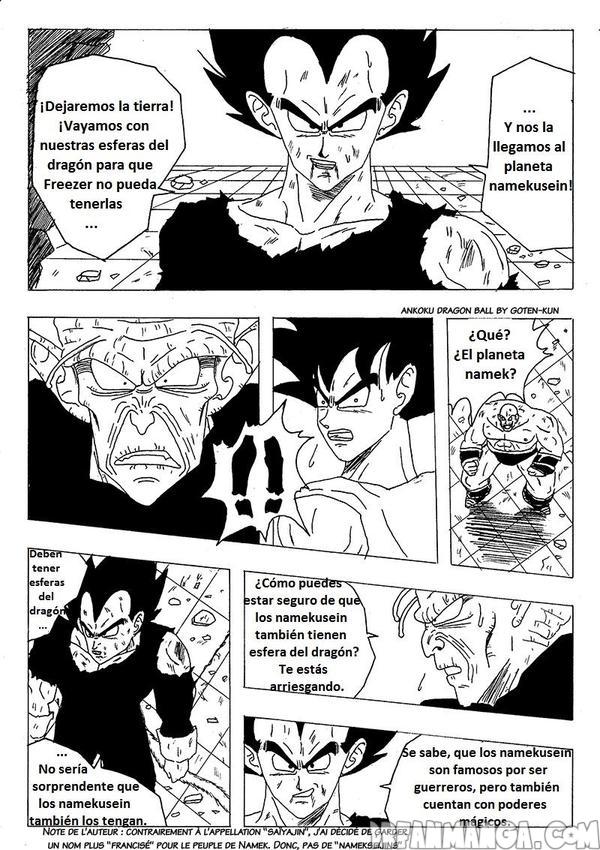 ¡Dejaremos la tierra!
¡Vayamos con
nuestras esferas del
dragón para que
Freezer no pueda
tenerlas
...
...
Y nos la
llegamos al
planeta
namekusein!
ANKOKU DRAGON BALL BY GOTEN-KUN
¿Qué?
¿El planeta
namek?
!!
Deben
tener
esferas
del
dragón
...
...
No sería
sorprendente que
los namekusein
también los tengan.
¿Cómo puedes
estar seguro de que
los namekusein
también tienen
esfera del dragón?
Te estás
arriesgando.
Se sabe, que los namekusein
son famosos por ser
guerreros, pero también
cuentan con poderes
mágicos.
NOTE DE L'AUTEUR : CONTRAIREMENT À L'APPELLATION "SAÏYAJIN", J'AI DÉCIDÉ DE GARDER
UN NOM PLUS "FRANCISÉ" POUR LE PEUPLE DE NAMEK. DONC, PAS DE "NAMEKSEIJINS"
FANMANGA.COM